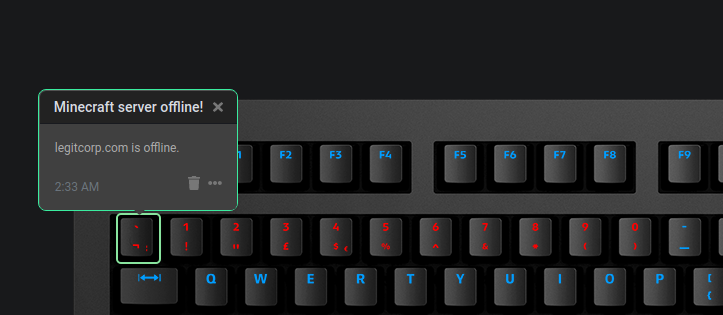 Minecraft server offline!
legitcorp.com is offline.
2:33 AM
F2 F3 F4 F5 F6 F7 F8 F9
1 2 3 4 5 6 7 8 9 0
! " £ $ € ^ & * ( )
Q W E R T Y U I O P